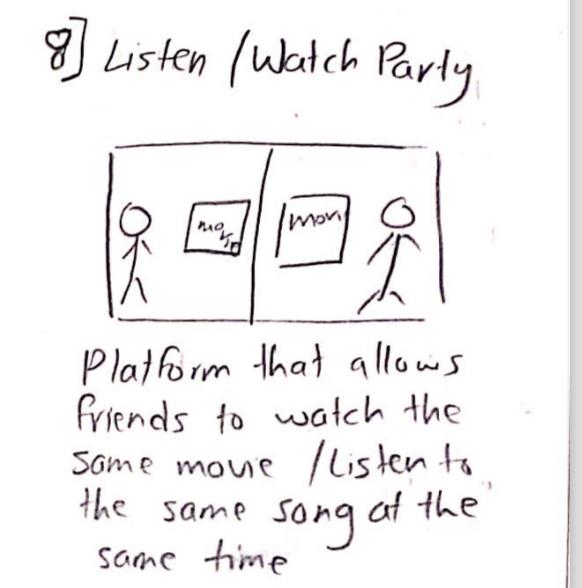 8] Listen / Watch Party
movie
movi
Platform that allows
friends to watch the
same movie / Listen to
the same song at the
same time